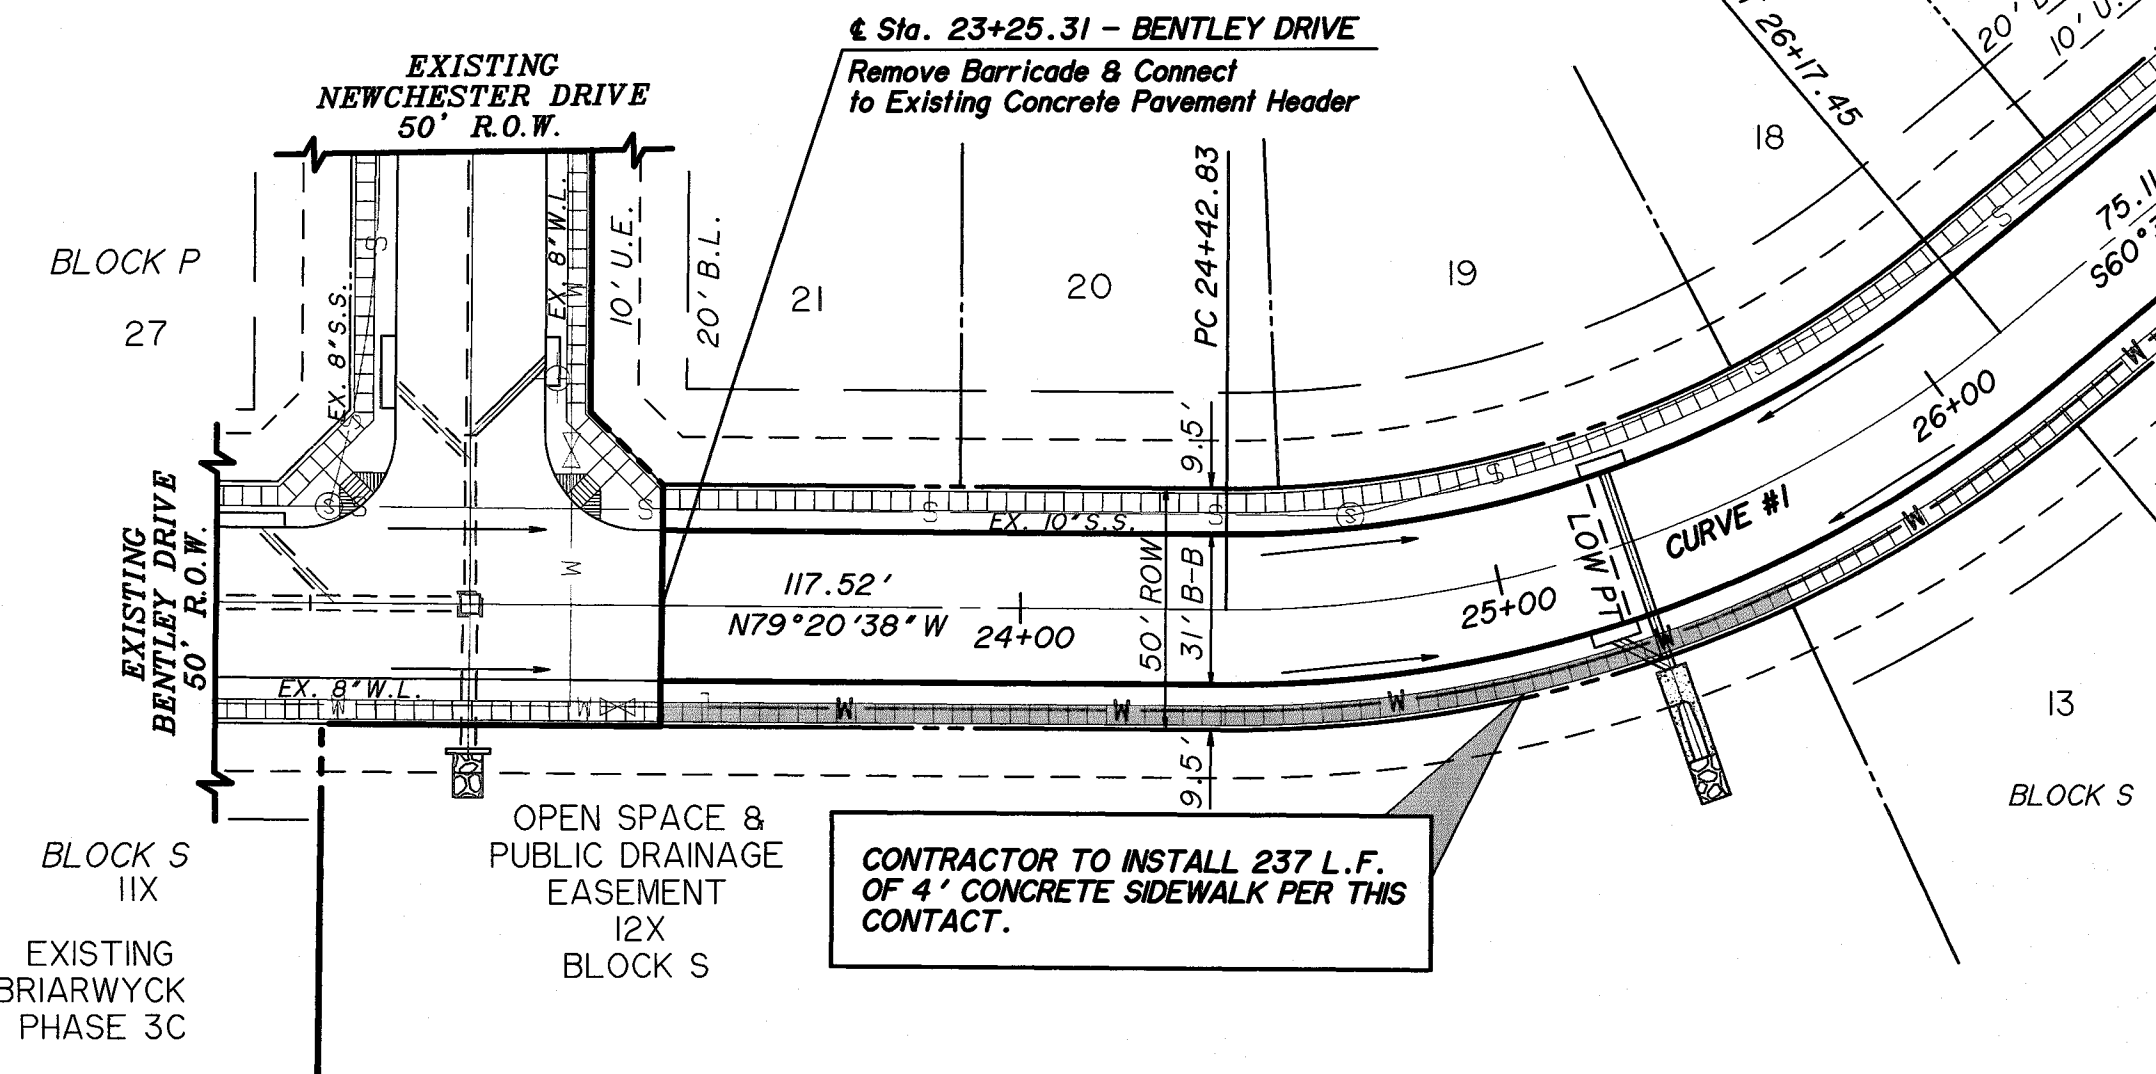 ℄ Sta. 23+25.31 - BENTLEY DRIVE
Remove Barricade & Connect
to Existing Concrete Pavement Header
EXISTING
NEWCHESTER DRIVE
50' R.O.W.
26+17.45
20'
10' U.
18
BLOCK P
27
EX. 8" S.S.
S
EX. 8" W.L.
10' U.E.
20' B.L.
21
20
PC 24+42.83
19
75.11
S60°
S
S
26+00
9.5'
EXISTING
BENTLEY DRIVE
50' R.O.W.
S
S
S
S
EX. 10" S.S.
S
S
S
LOW PT
CURVE #1
W
W
117.52'
N79°20'38" W
24+00
50' ROW
31' B-B
25+00
EX. 8" W.L.
W
W
W
W
9.5'
13
BLOCK S
OPEN SPACE &
PUBLIC DRAINAGE
EASEMENT
12X
BLOCK S
CONTRACTOR TO INSTALL 237 L.F.
OF 4' CONCRETE SIDEWALK PER THIS
CONTACT.
BLOCK S
11X
EXISTING
BRIARWYCK
PHASE 3C